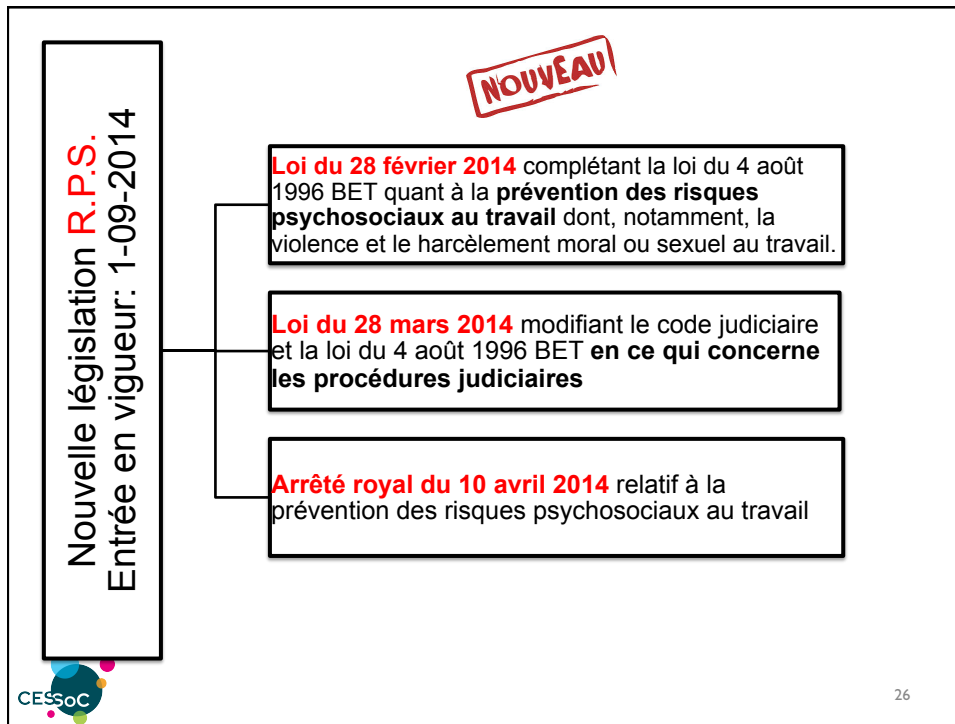 NOUVEAU
Nouvelle législation R.P.S.
Entrée en vigueur: 1-09-2014
Loi du 28 février 2014 complétant la loi du 4 août
1996 BET quant à la prévention des risques
psychosociaux au travail dont, notamment, la
violence et le harcèlement moral ou sexuel au travail.
Loi du 28 mars 2014 modifiant le code judiciaire
et la loi du 4 août 1996 BET en ce qui concerne
les procédures judiciaires
Arrêté royal du 10 avril 2014 relatif à la
prévention des risques psychosociaux au travail
CESSoC
26